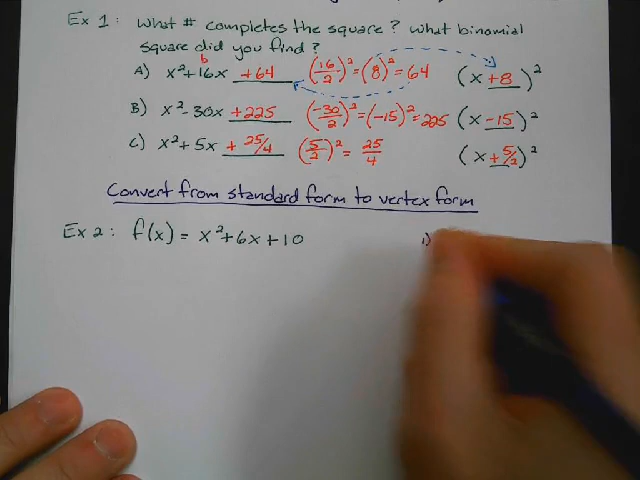 Ex 1: What # completes the square? What binomial
square did you find?
b
A) x²+16x +64 (16/2)² = (8)² = 64 (x +8)²
B) x²-30x +225 (-30/2)² = (-15)² = 225 (x -15)²
C) x²+5x + 25/4 (5/2)² = 25/4 (x +5/2)²
Convert from standard form to vertex form
Ex 2: f(x) = x²+6x+10 1)